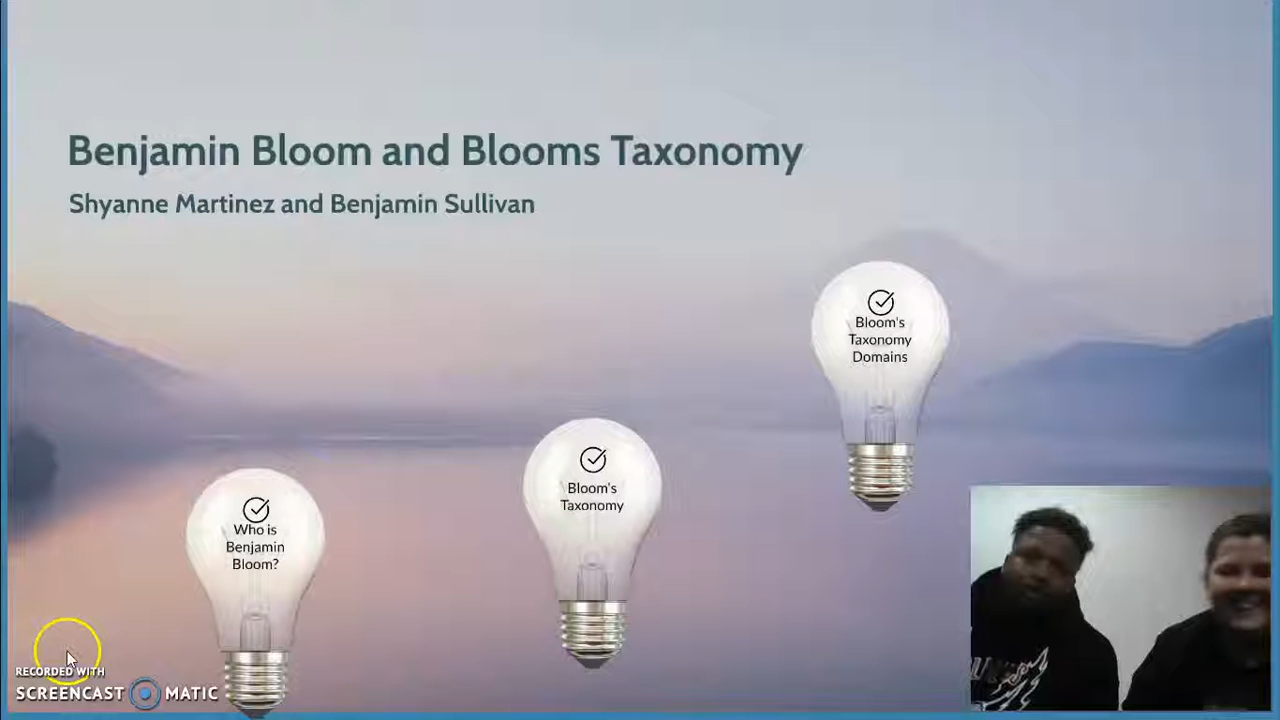 Benjamin Bloom and Blooms Taxonomy
Shyanne Martinez and Benjamin Sullivan
Bloom's
Taxonomy
Domains
Bloom's
Taxonomy
Who is
Benjamin
Bloom?
RECORDED WITH
SCREENCAST MATIC